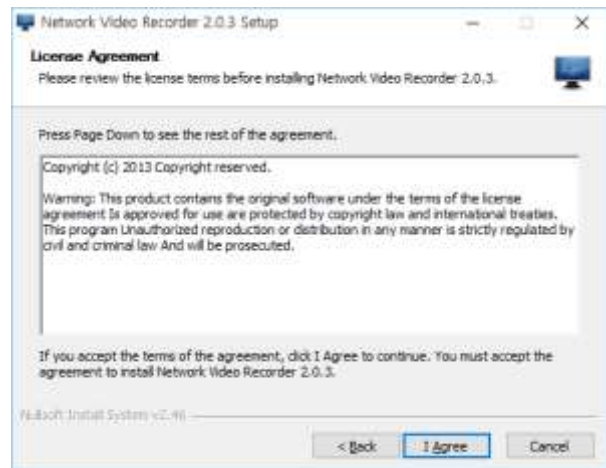 Network Video Recorder 2.0.3 Setup
License Agreement
Please review the license terms before installing Network Video Recorder 2.0.3.
Press Page Down to see the rest of the agreement.
Copyright (c) 2013 Copyright reserved.
Warning: This product contains the original software under the terms of the license
agreement Is approved for use are protected by copyright law and international treaties.
This program Unauthorized reproduction or distribution in any manner is strictly regulated by
civil and criminal law And will be prosecuted.
If you accept the terms of the agreement, click I Agree to continue. You must accept the
agreement to install Network Video Recorder 2.0.3.
Nullsoft Install System v2.46
< Back I Agree Cancel